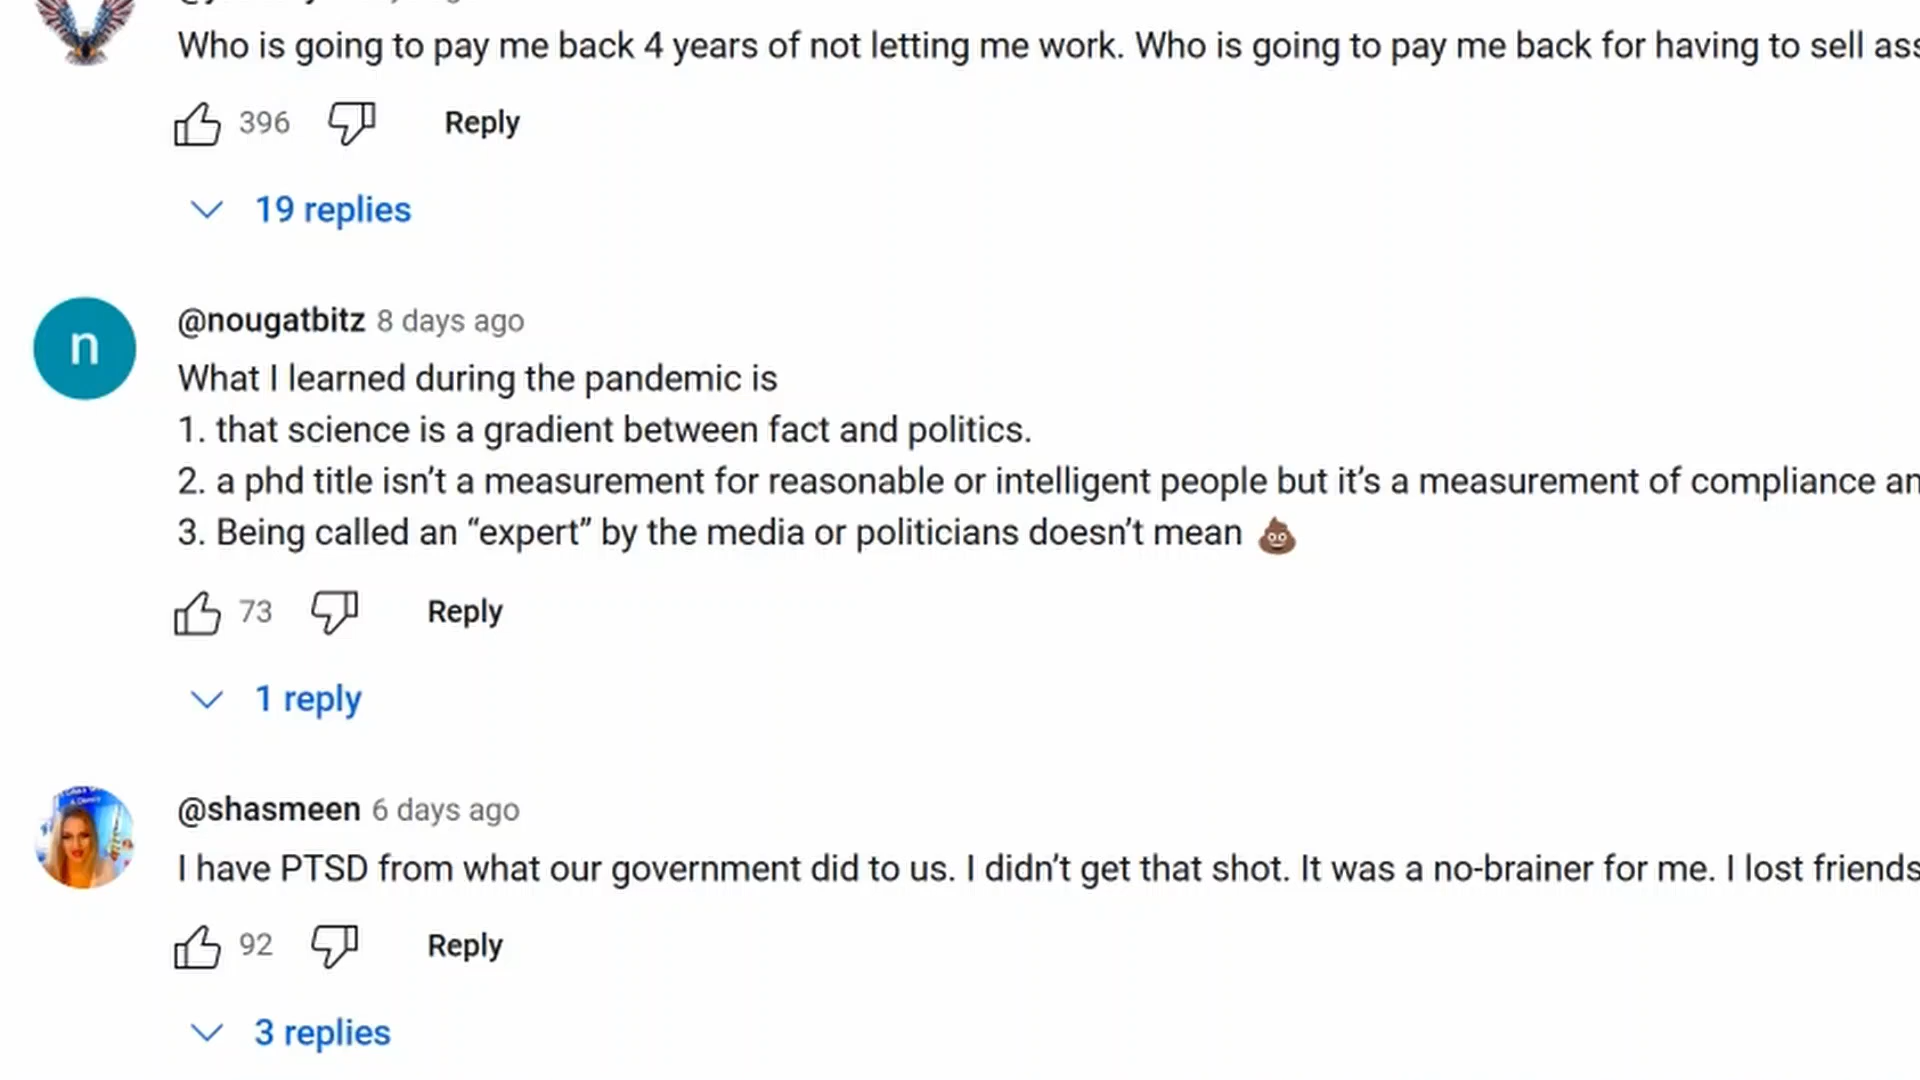 Who is going to pay me back 4 years of not letting me work. Who is going to pay me back for having to sell
396 Reply
19 replies
n
@nougatbitz 8 days ago
What I learned during the pandemic is
1. that science is a gradient between fact and politics.
2. a phd title isn’t a measurement for reasonable or intelligent people but it’s a measurement of compliance
3. Being called an “expert” by the media or politicians doesn’t mean 💩
73 Reply
1 reply
@shasmeen 6 days ago
I have PTSD from what our government did to us. I didn’t get that shot. It was a no-brainer for me. I lost friends
92 Reply
3 replies